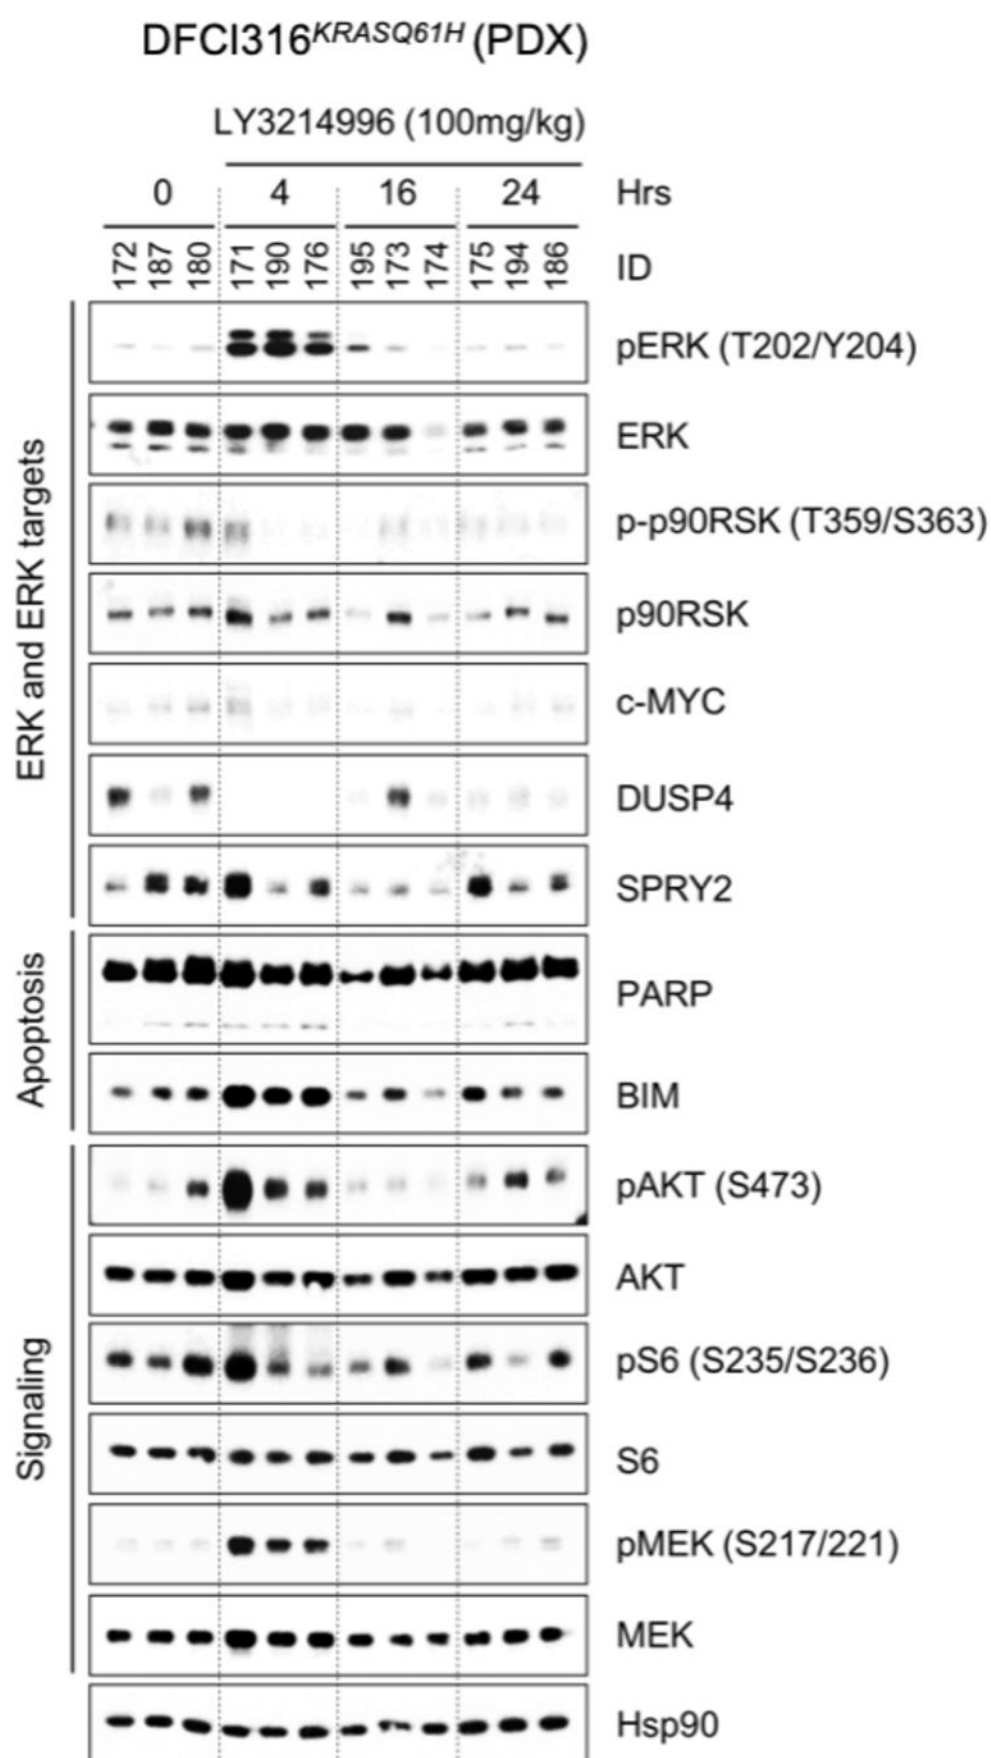 DFCI316KRASQ61H (PDX)
LY3214996 (100mg/kg)
0 4 16 24 Hrs
172 187 180 171 190 176 195 173 174 175 194 186 ID
ERK and ERK targets
pERK (T202/Y204)
ERK
p-p90RSK (T359/S363)
p90RSK
c-MYC
DUSP4
SPRY2
Apoptosis
PARP
BIM
Signaling
pAKT (S473)
AKT
pS6 (S235/S236)
S6
pMEK (S217/221)
MEK
Hsp90